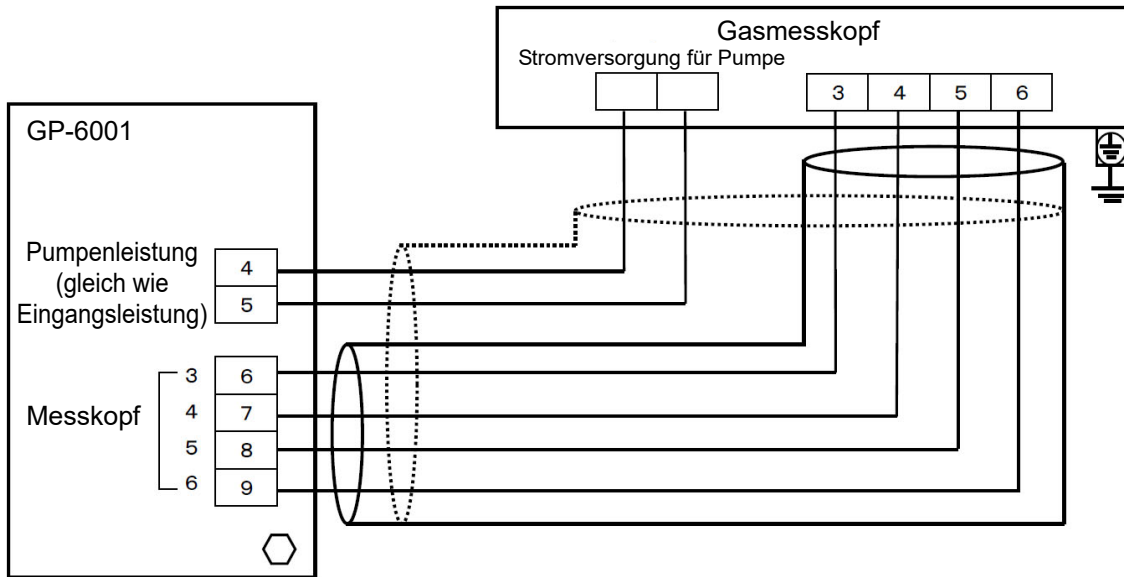 Gasmesskopf
Stromversorgung für Pumpe
3 4 5 6
GP-6001
Pumpenleistung
(gleich wie
Eingangsleistung)
4
5
Messkopf
3 6
4 7
5 8
6 9